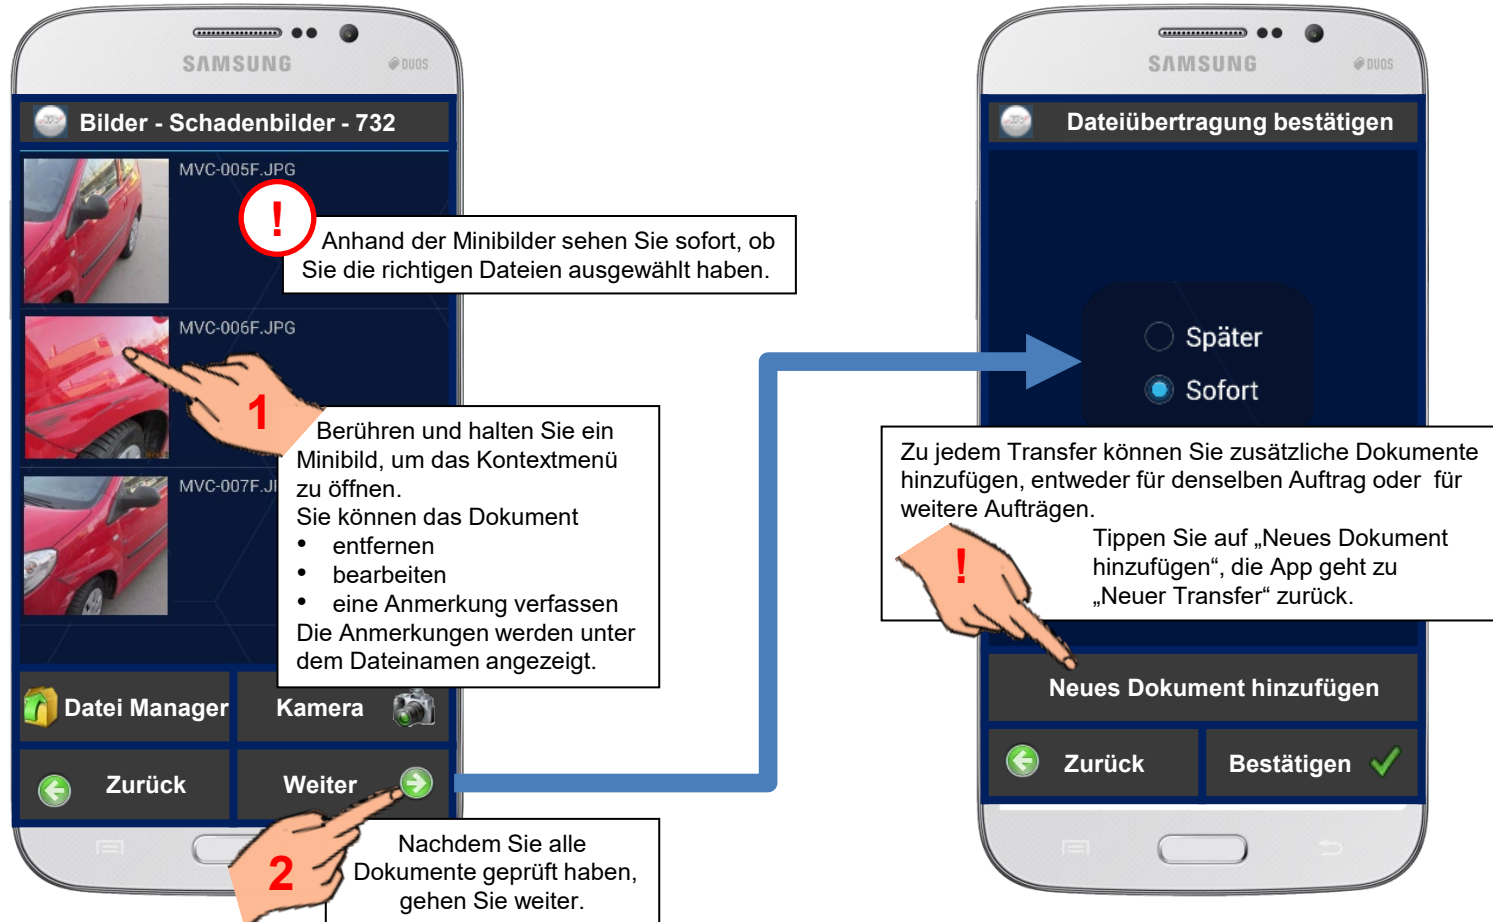 SAMSUNG
DUOS
Bilder - Schadenbilder - 732
MVC-005F.JPG
!
Anhand der Minibilder sehen Sie sofort, ob
Sie die richtigen Dateien ausgewählt haben.
MVC-006F.JPG
1
Berühren und halten Sie ein
Minibild, um das Kontextmenü
zu öffnen.
Sie können das Dokument
• entfernen
• bearbeiten
• eine Anmerkung verfassen
Die Anmerkungen werden unter
dem Dateinamen angezeigt.
MVC-007F.J
Datei Manager
Kamera
Zurück
Weiter
2
Nachdem Sie alle
Dokumente geprüft haben,
gehen Sie weiter.
SAMSUNG
DUOS
Dateiübertragung bestätigen
Später
Sofort
Zu jedem Transfer können Sie zusätzliche Dokumente
hinzufügen, entweder für denselben Auftrag oder für
weitere Aufträgen.
!
Tippen Sie auf „Neues Dokument
hinzufügen“, die App geht zu
„Neuer Transfer“ zurück.
Neues Dokument hinzufügen
Zurück
Bestätigen